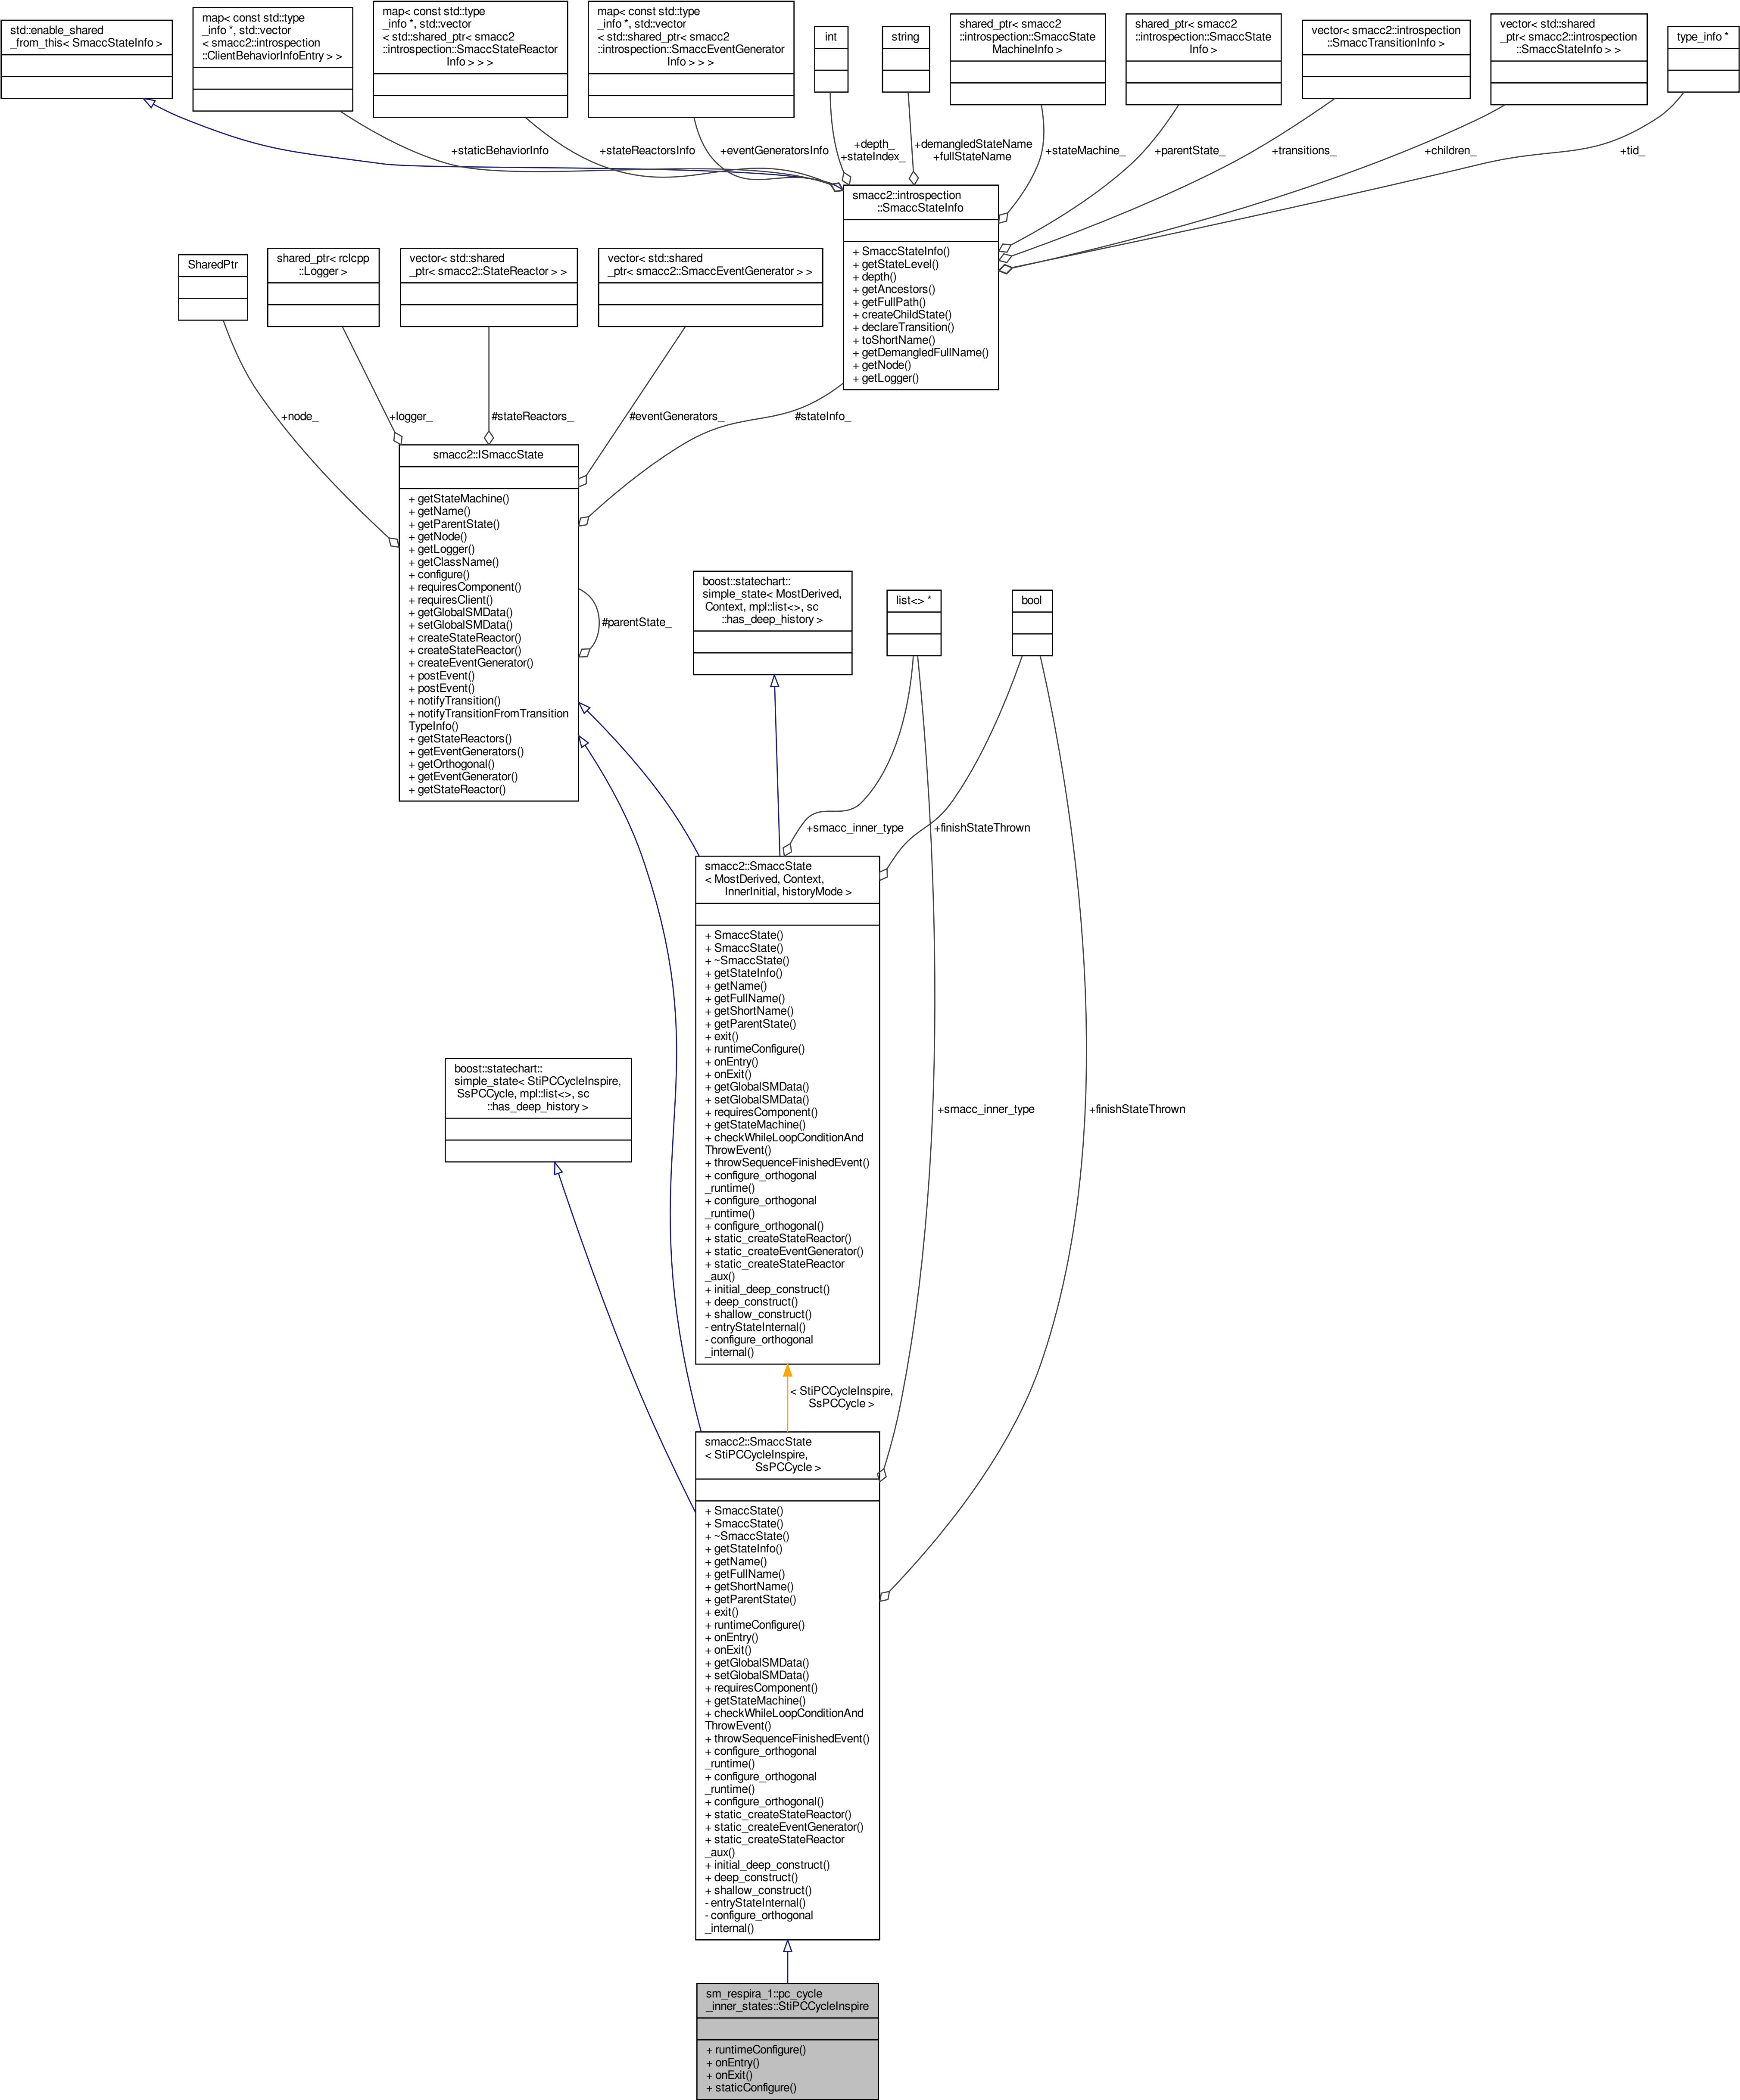 std::enable_shared
_from_this< SmaccStateInfo >
map< const std::type
_info *, std::vector
< smacc2::introspection
::ClientBehaviorInfoEntry > >
map< const std::type
_info *, std::vector
< std::shared_ptr< smacc2
::introspection::SmaccStateReactor
Info > > >
map< const std::type
_info *, std::vector
< std::shared_ptr< smacc2
::introspection::SmaccEventGenerator
Info > > >
int
string
shared_ptr< smacc2
::introspection::SmaccState
MachineInfo >
shared_ptr< smacc2
::introspection::SmaccState
Info >
vector< smacc2::introspection
::SmaccTransitionInfo >
vector< std::shared
_ptr< smacc2::introspection
::SmaccStateInfo > >
type_info *
+staticBehaviorInfo
+stateReactorsInfo
+eventGeneratorsInfo
+depth_
+stateIndex_
+demangledStateName
+fullStateName
+stateMachine_
+parentState_
+transitions_
+children_
+tid_
smacc2::introspection
::SmaccStateInfo
+ SmaccStateInfo()
+ getStateLevel()
+ depth()
+ getAncestors()
+ getFullPath()
+ createChildState()
+ declareTransition()
+ toShortName()
+ getDemangledFullName()
+ getNode()
+ getLogger()
SharedPtr
shared_ptr< rclcpp
::Logger >
vector< std::shared
_ptr< smacc2::StateReactor > >
vector< std::shared
_ptr< smacc2::SmaccEventGenerator > >
+node_
+logger_
#stateReactors_
#eventGenerators_
#stateInfo_
smacc2::ISmaccState
+ getStateMachine()
+ getName()
+ getParentState()
+ getNode()
+ getLogger()
+ getClassName()
+ configure()
+ requiresComponent()
+ requiresClient()
+ getGlobalSMData()
+ setGlobalSMData()
+ createStateReactor()
+ createStateReactor()
+ createEventGenerator()
+ postEvent()
+ postEvent()
+ notifyTransition()
+ notifyTransitionFromTransition
TypeInfo()
+ getStateReactors()
+ getEventGenerators()
+ getOrthogonal()
+ getEventGenerator()
+ getStateReactor()
#parentState_
boost::statechart::
simple_state< MostDerived,
Context, mpl::list<>, sc
::has_deep_history >
list<> *
bool
+smacc_inner_type
+finishStateThrown
smacc2::SmaccState
< MostDerived, Context,
InnerInitial, historyMode >
+ SmaccState()
+ SmaccState()
+ ~SmaccState()
+ getStateInfo()
+ getName()
+ getFullName()
+ getShortName()
+ getParentState()
+ exit()
+ runtimeConfigure()
+ onEntry()
+ onExit()
+ getGlobalSMData()
+ setGlobalSMData()
+ requiresComponent()
+ getStateMachine()
+ checkWhileLoopConditionAnd
ThrowEvent()
+ throwSequenceFinishedEvent()
+ configure_orthogonal
_runtime()
+ configure_orthogonal
_runtime()
+ configure_orthogonal()
+ static_createStateReactor()
+ static_createEventGenerator()
+ static_createStateReactor
_aux()
+ initial_deep_construct()
+ deep_construct()
+ shallow_construct()
- entryStateInternal()
- configure_orthogonal
_internal()
boost::statechart::
simple_state< StiPCCycleInspire,
SsPCCycle, mpl::list<>, sc
::has_deep_history >
+smacc_inner_type
+finishStateThrown
< StiPCCycleInspire,
SsPCCycle >
smacc2::SmaccState
< StiPCCycleInspire,
SsPCCycle >
+ SmaccState()
+ SmaccState()
+ ~SmaccState()
+ getStateInfo()
+ getName()
+ getFullName()
+ getShortName()
+ getParentState()
+ exit()
+ runtimeConfigure()
+ onEntry()
+ onExit()
+ getGlobalSMData()
+ setGlobalSMData()
+ requiresComponent()
+ getStateMachine()
+ checkWhileLoopConditionAnd
ThrowEvent()
+ throwSequenceFinishedEvent()
+ configure_orthogonal
_runtime()
+ configure_orthogonal
_runtime()
+ configure_orthogonal()
+ static_createStateReactor()
+ static_createEventGenerator()
+ static_createStateReactor
_aux()
+ initial_deep_construct()
+ deep_construct()
+ shallow_construct()
- entryStateInternal()
- configure_orthogonal
_internal()
sm_respira_1::pc_cycle
_inner_states::StiPCCycleInspire
+ runtimeConfigure()
+ onEntry()
+ onExit()
+ staticConfigure()